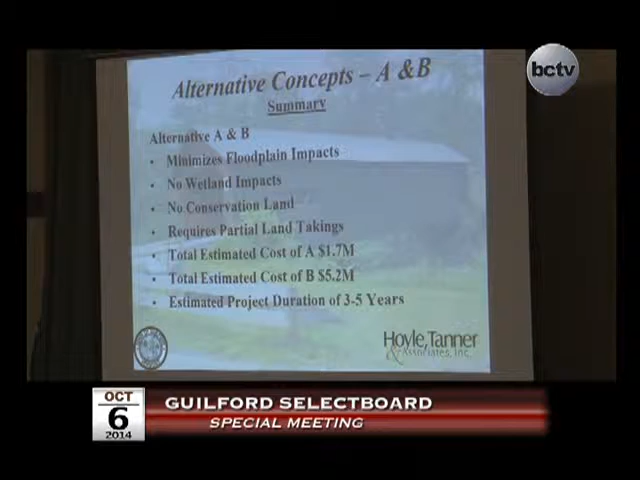 bctv
Alternative Concepts – A & B
Summary
Alternative A & B
• Minimizes Floodplain Impacts
• No Wetland Impacts
• No Conservation Land
• Requires Partial Land Takings
• Total Estimated Cost of A $1.7M
• Total Estimated Cost of B $5.2M
• Estimated Project Duration of 3-5 Years
Hoyle, Tanner
& Associates, Inc.
OCT
6
2014
GUILFORD SELECTBOARD
SPECIAL MEETING